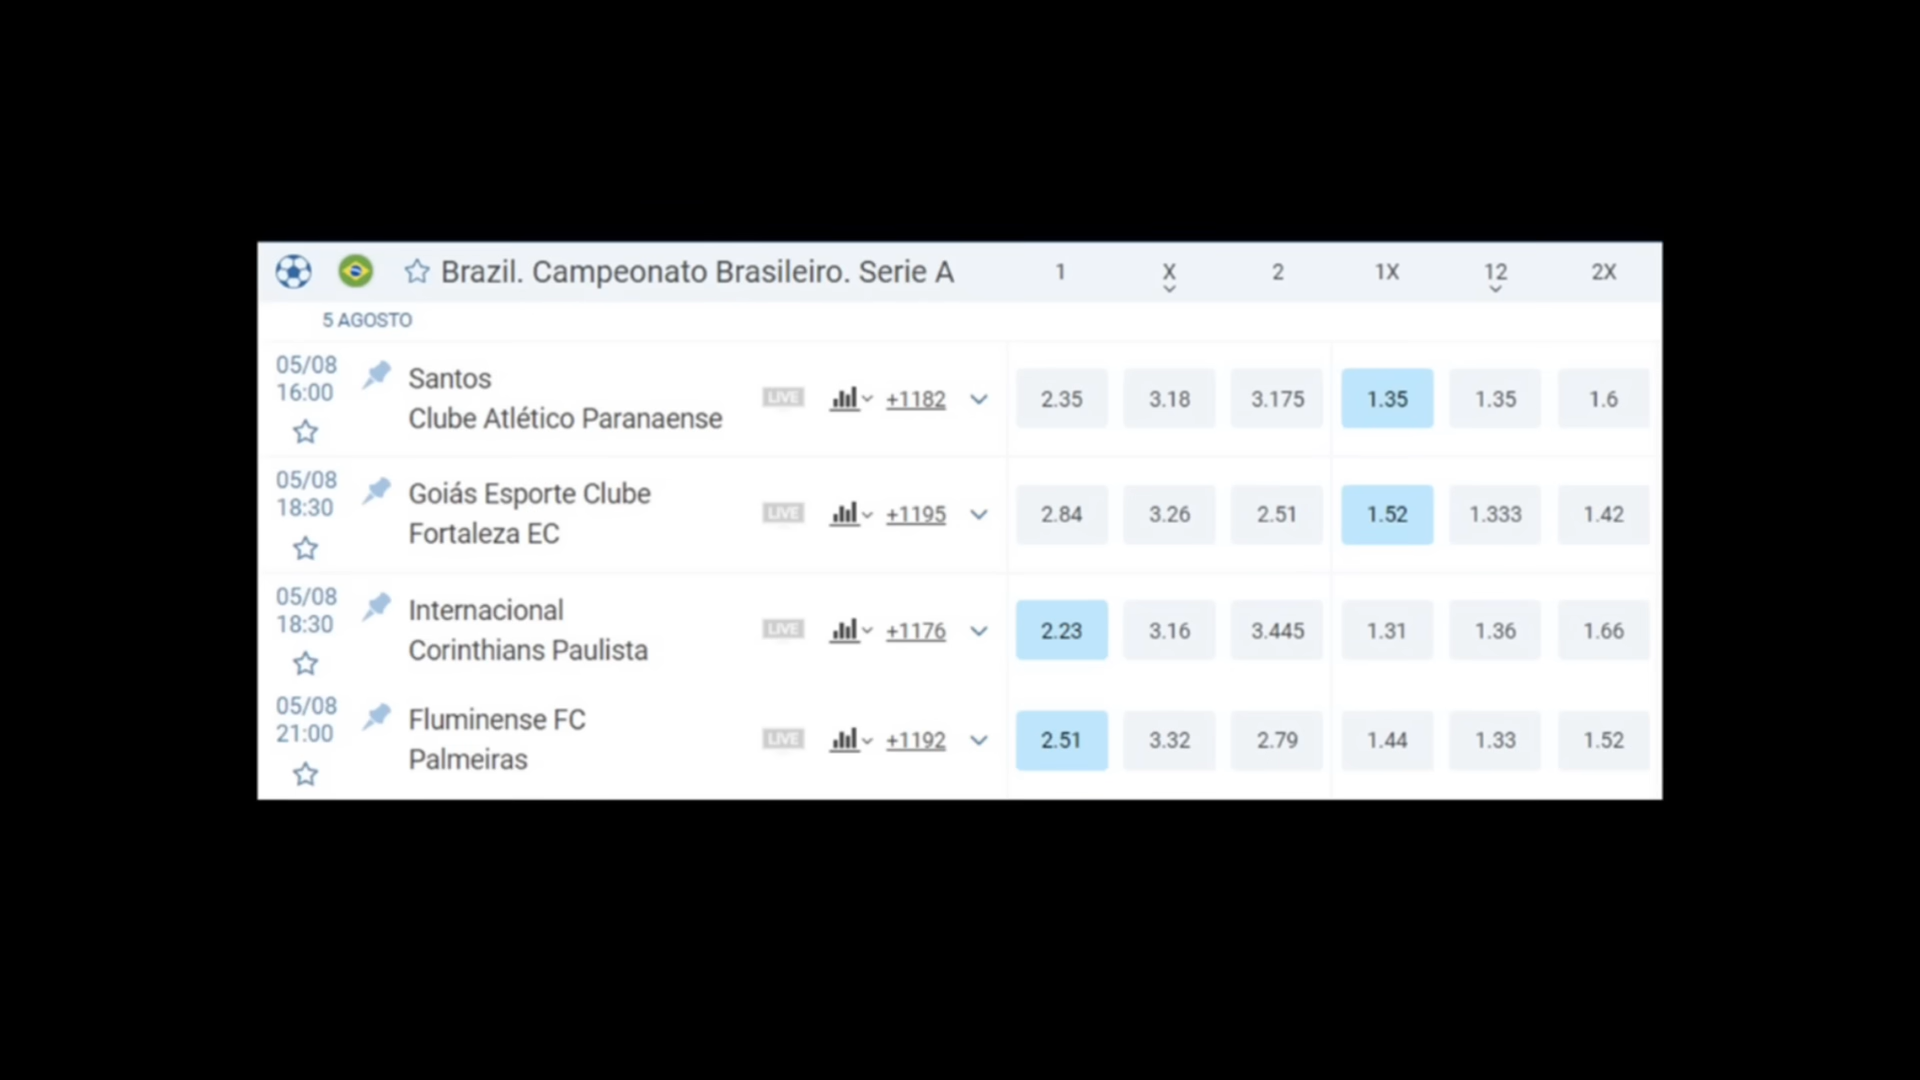 Brazil. Campeonato Brasileiro. Serie A 1 X 2 1X 12 2X
5 AGOSTO
05/08 16:00 Santos
Clube Atlético Paranaense LIVE +1182 2.35 3.18 3.175 1.35 1.35 1.6
05/08 18:30 Goiás Esporte Clube
Fortaleza EC LIVE +1195 2.84 3.26 2.51 1.52 1.333 1.42
05/08 18:30 Internacional
Corinthians Paulista LIVE +1176 2.23 3.16 3.445 1.31 1.36 1.66
05/08 21:00 Fluminense FC
Palmeiras LIVE +1192 2.51 3.32 2.79 1.44 1.33 1.52